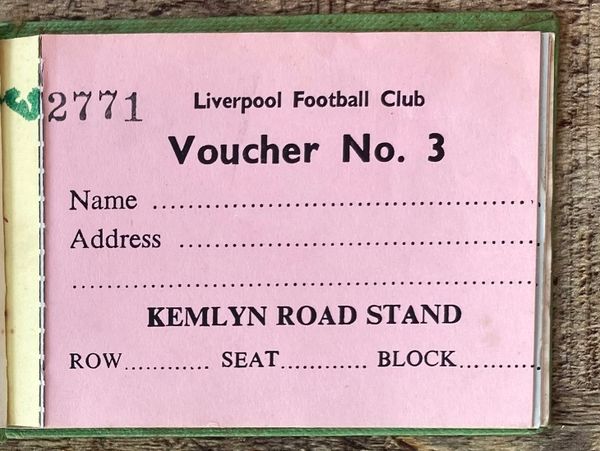 2771 Liverpool Football Club
Voucher No. 3
Name ........................................................
Address ....................................................
....................................................................
KEMLYN ROAD STAND
ROW............ SEAT............ BLOCK............